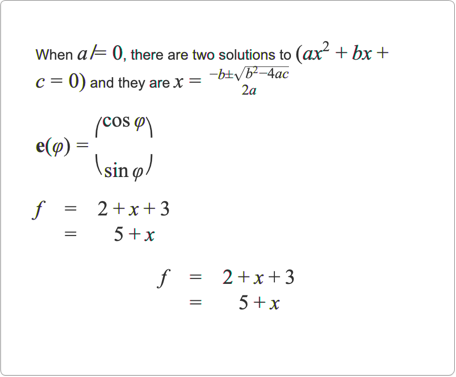 When a ≠ 0, there are two solutions to (ax² + bx +
c = 0) and they are x = −b±√b²−4ac / 2a
e(φ) = (cos φ
sin φ)
f = 2 + x + 3
= 5 + x
f = 2 + x + 3
= 5 + x